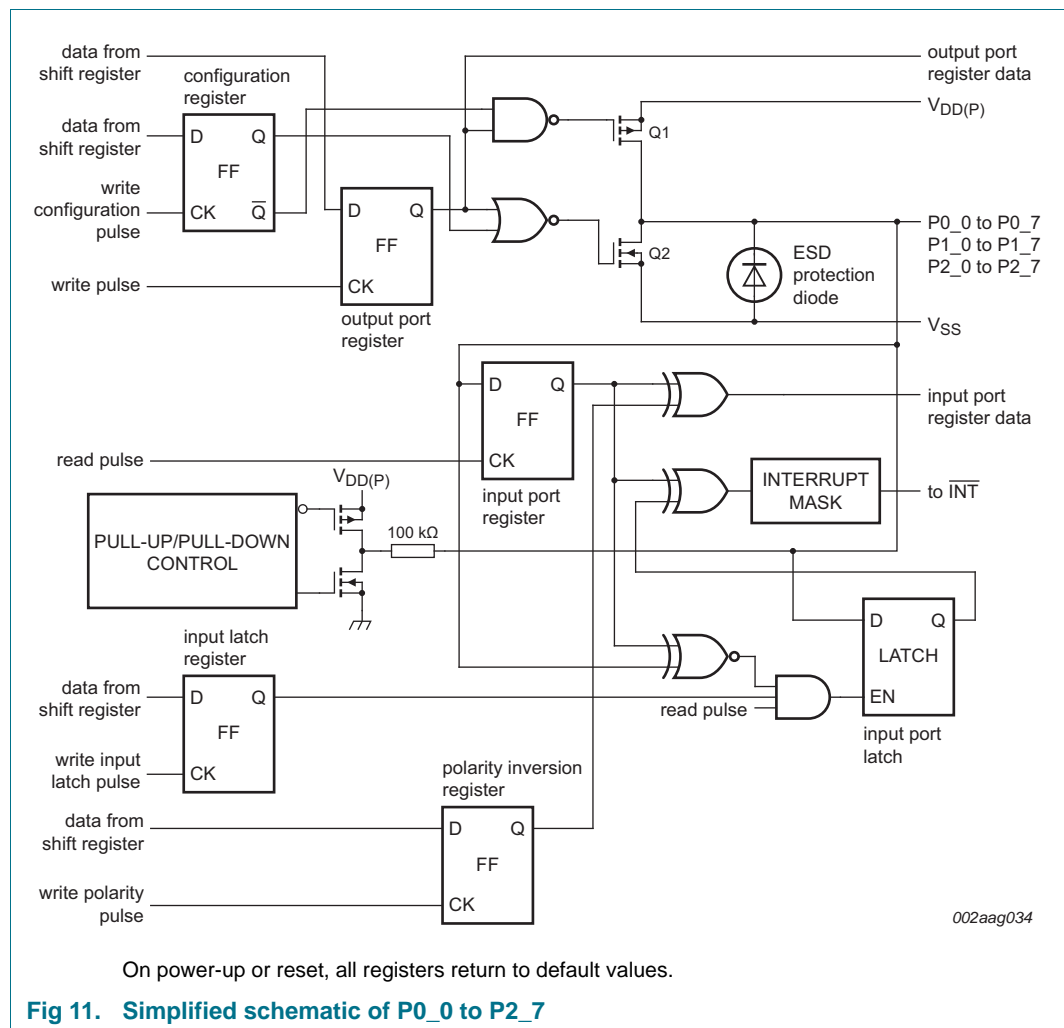 data from
shift register
configuration
register
output port
register data
data from
shift register
D
Q
FF
CK
Q
write
configuration
pulse
write pulse
D
Q
FF
CK
output port
register
Q1
Q2
VDD(P)
P0_0 to P0_7
P1_0 to P1_7
P2_0 to P2_7
ESD
protection
diode
VSS
D
Q
FF
CK
input port
register
input port
register data
read pulse
VDD(P)
INTERRUPT
MASK
to INT
PULL-UP/PULL-DOWN
CONTROL
100 kΩ
input latch
register
D
Q
LATCH
EN
input port
latch
data from
shift register
D
Q
FF
CK
read pulse
write input
latch pulse
polarity inversion
register
data from
shift register
D
Q
FF
CK
write polarity
pulse
002aag034
On power-up or reset, all registers return to default values.
Fig 11. Simplified schematic of P0_0 to P2_7